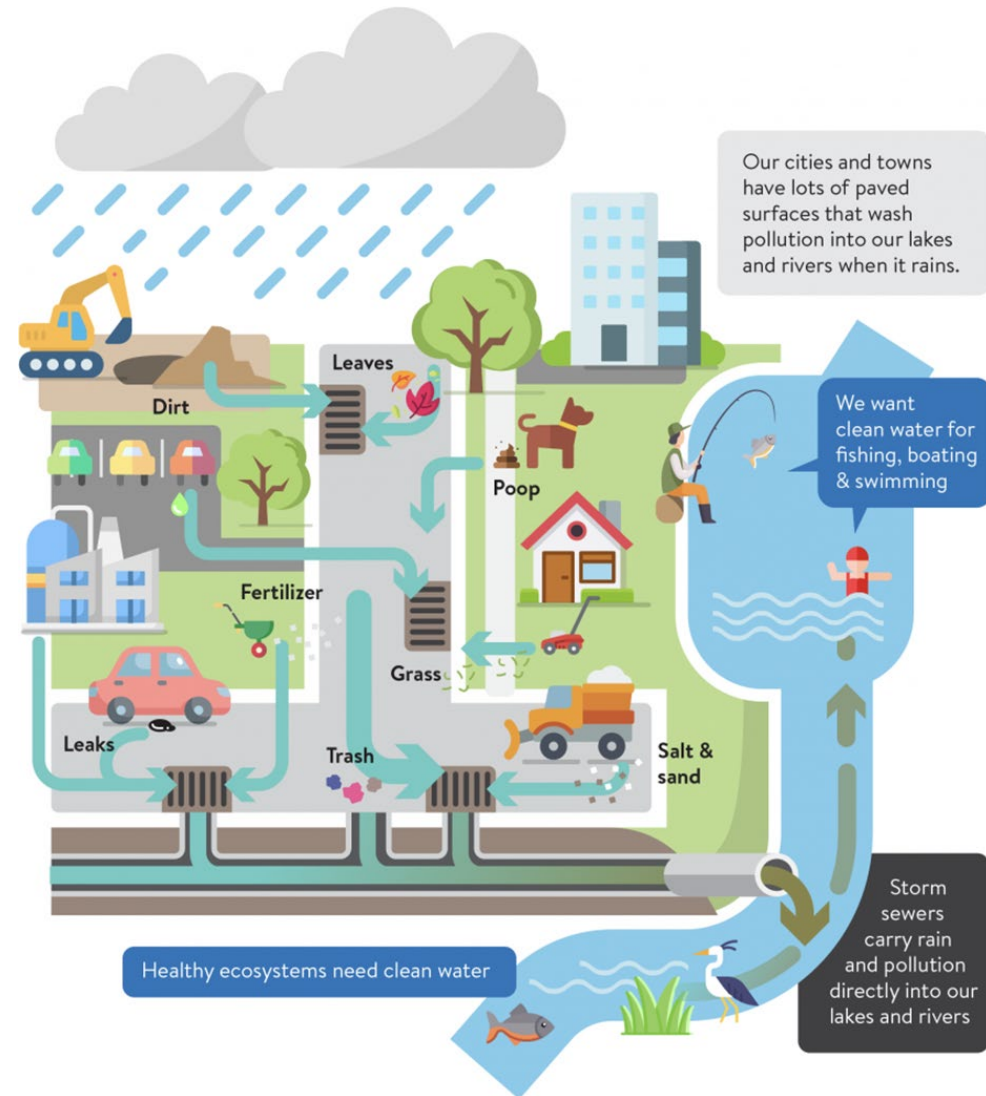 Our cities and towns
have lots of paved
surfaces that wash
pollution into our lakes
and rivers when it rains.
Leaves
Dirt
We want
clean water for
fishing, boating
& swimming
Poop
Fertilizer
Grass
Leaks
Trash
Salt &
sand
Storm
sewers
carry rain
and pollution
directly into our
lakes and rivers
Healthy ecosystems need clean water